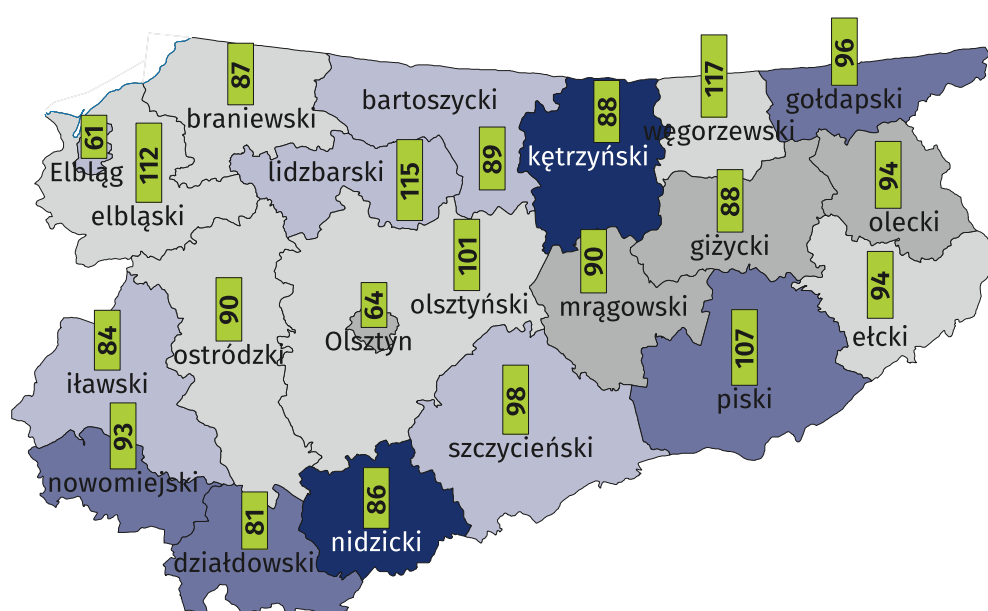 96
117
87
gołdapski
bartoszycki
88
braniewski
węgorzewski
61
112
89
kętrzyński
94
Elbląg
lidzbarski
115
88
elbląski
olecki
101
90
giżycki
94
90
64
olsztyński
mrągowski
84
107
ełcki
ostródzki
Olsztyn
iławski
98
piski
93
szczycieński
nowomiejski
86
81
nidzicki
działdowski